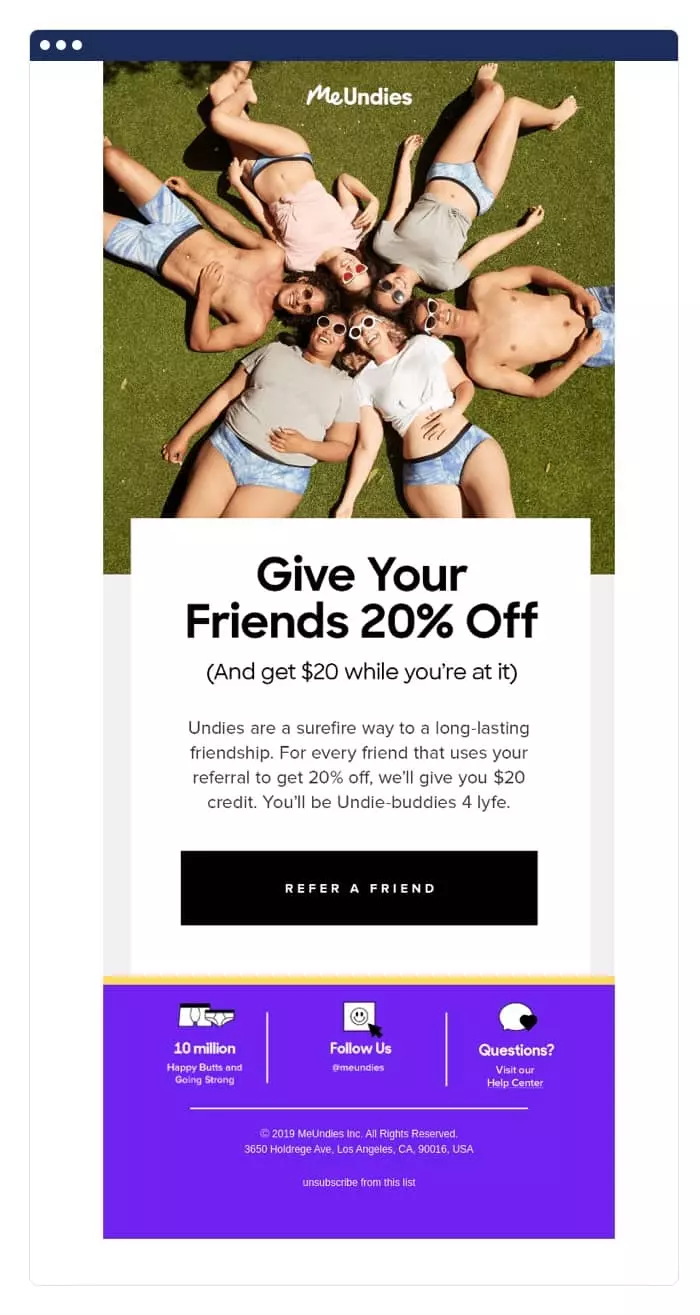 MeUndies
Give Your
Friends 20% Off
(And get $20 while you're at it)
Undies are a surefire way to a long-lasting
friendship. For every friend that uses your
referral to get 20% off, we'll give you $20
credit. You'll be Undie-buddies 4 lyfe.
REFER A FRIEND
10 million
Happy Butts and
Going Strong
Follow Us
@meundies
Questions?
Visit our
Help Center
© 2019 MeUndies Inc. All Rights Reserved.
3650 Holdrege Ave, Los Angeles, CA, 90016, USA
unsubscribe from this list